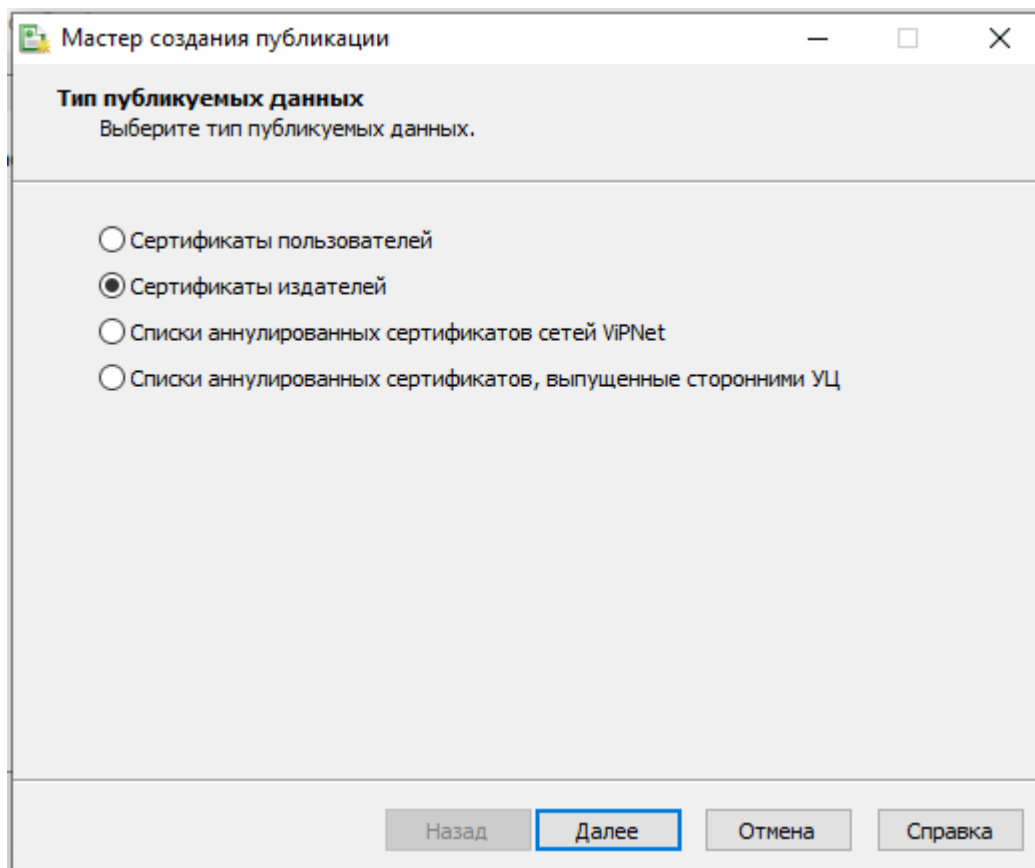 Мастер создания публикации
Тип публикуемых данных
Выберите тип публикуемых данных.
Сертификаты пользователей
Сертификаты издателей
Списки аннулированных сертификатов сетей ViPNet
Списки аннулированных сертификатов, выпущенные сторонними УЦ
Назад Далее Отмена Справка